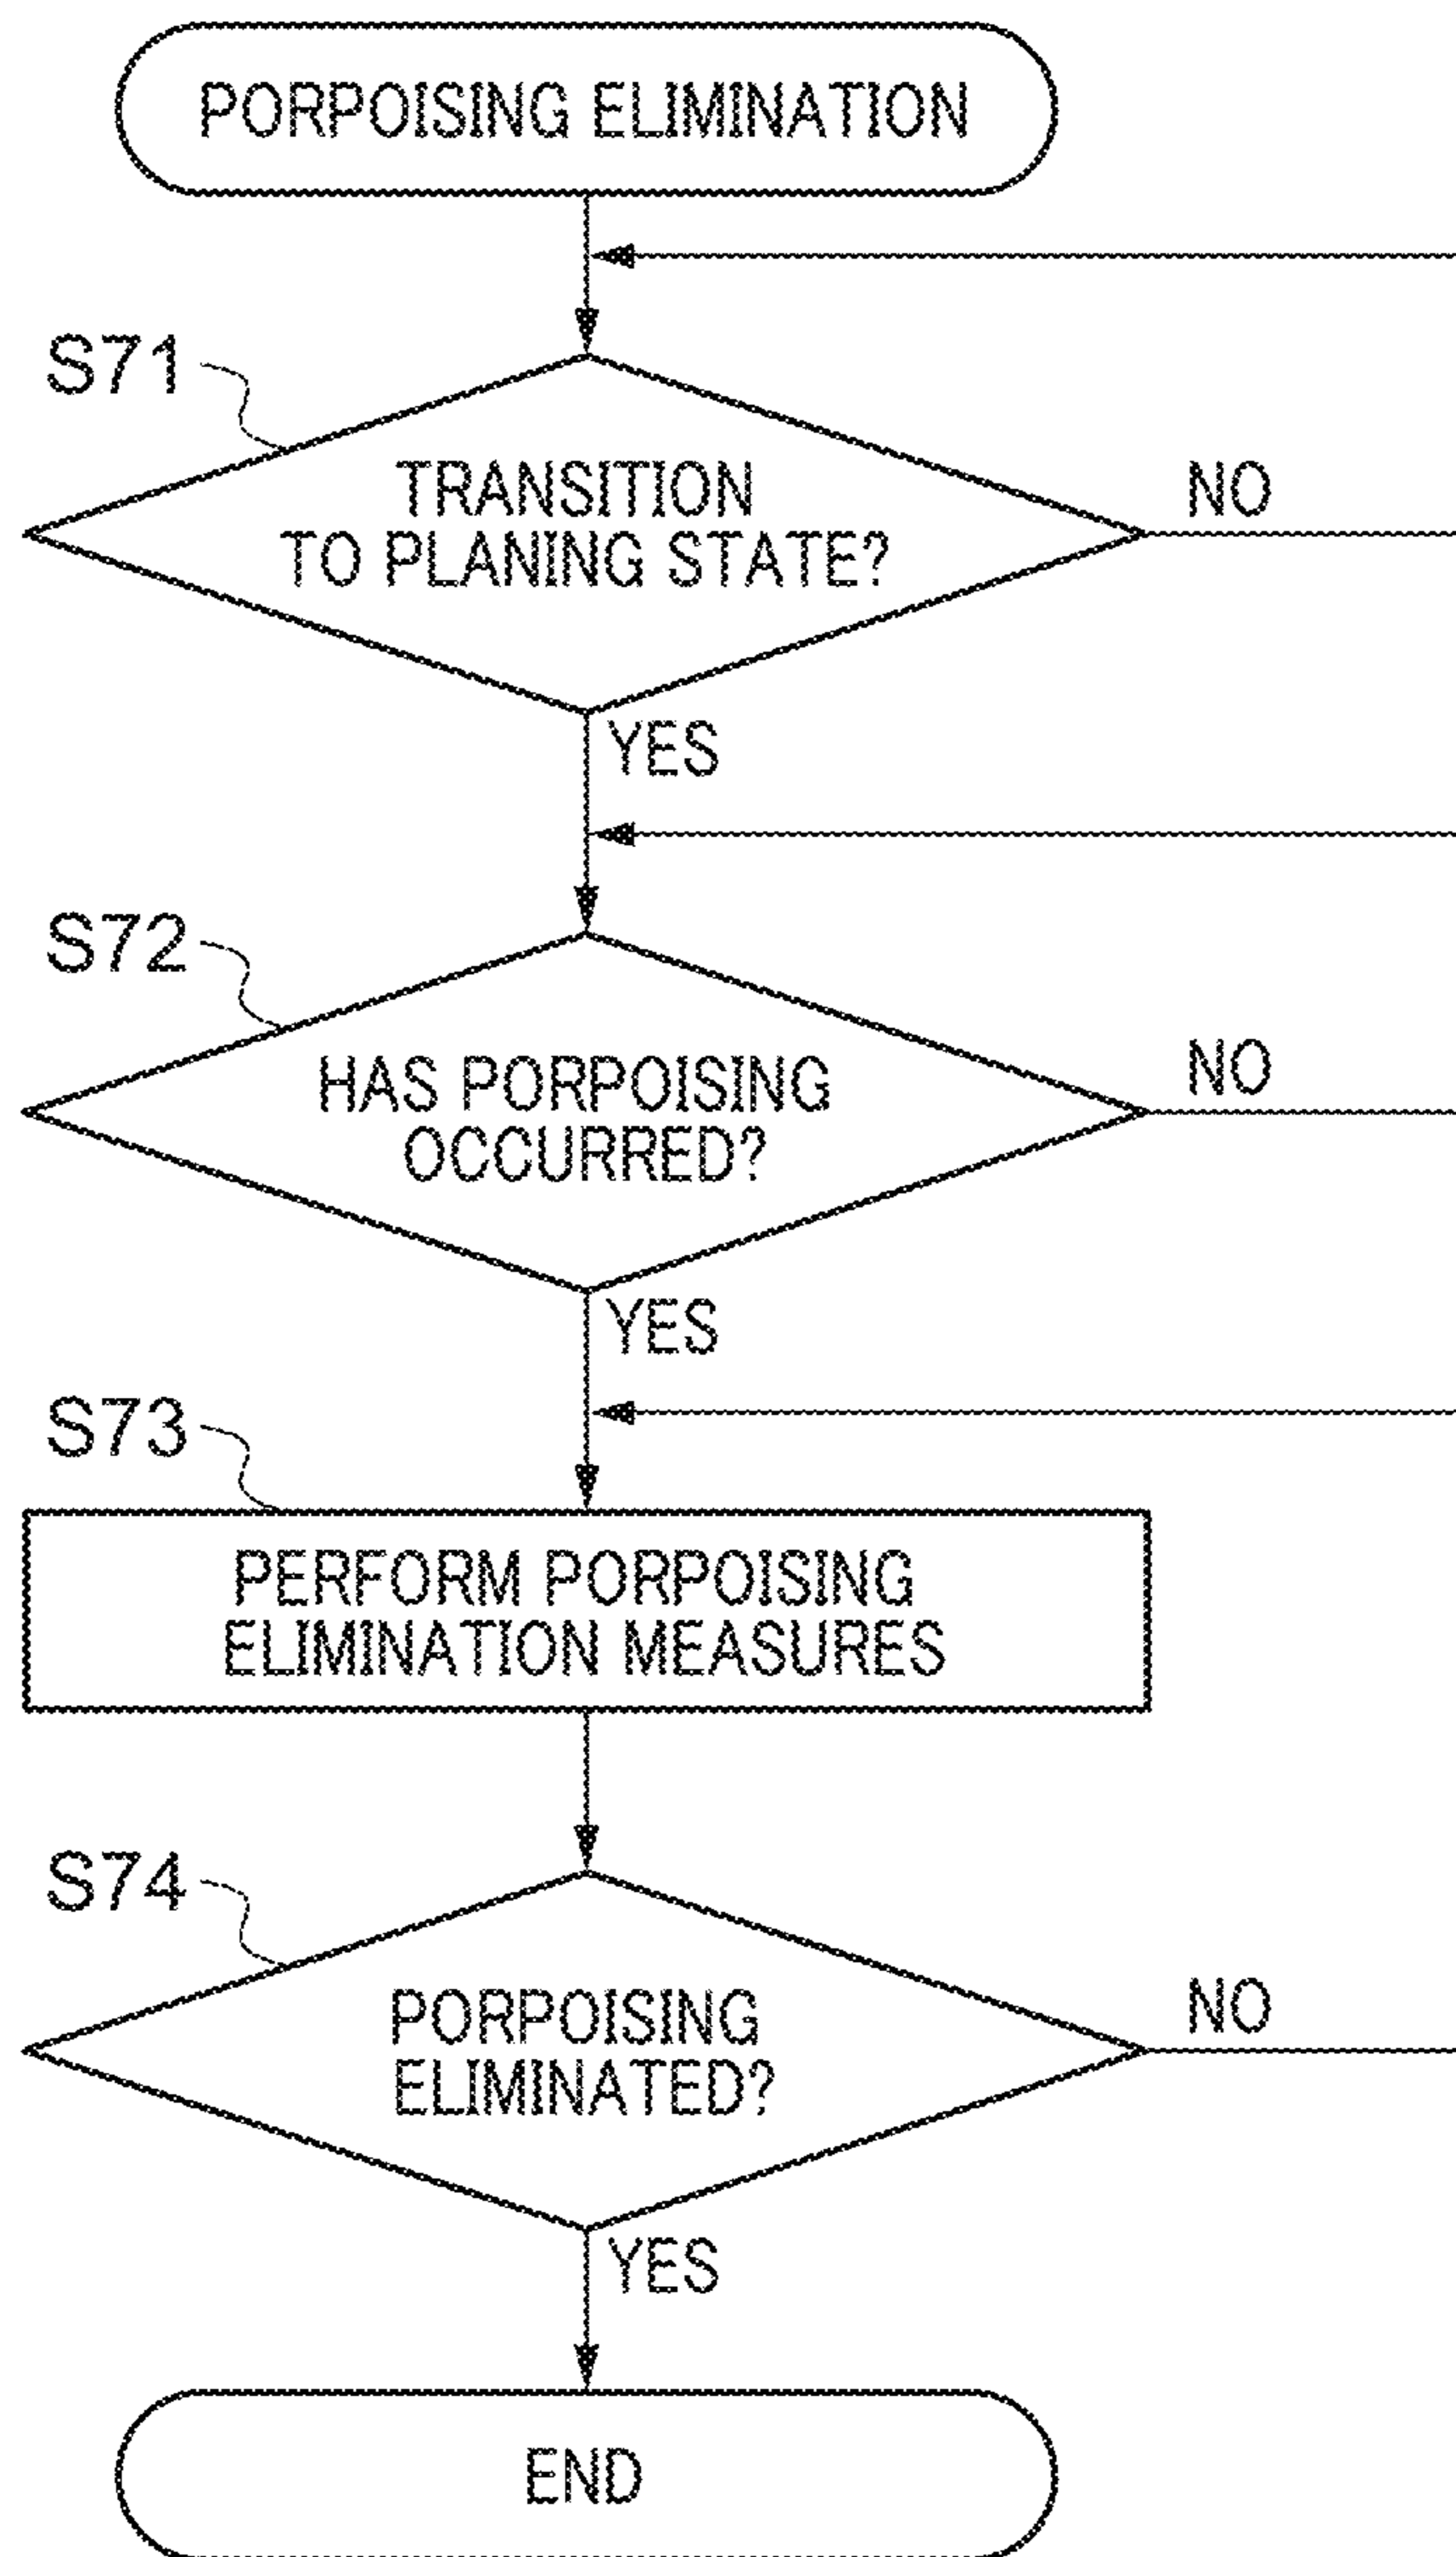 PORPOISING ELIMINATION
S71
TRANSITION
TO PLANING STATE?
NO
YES
S72
HAS PORPOISING
OCCURRED?
NO
YES
S73
PERFORM PORPOISING
ELIMINATION MEASURES
S74
PORPOISING
ELIMINATED?
NO
YES
END